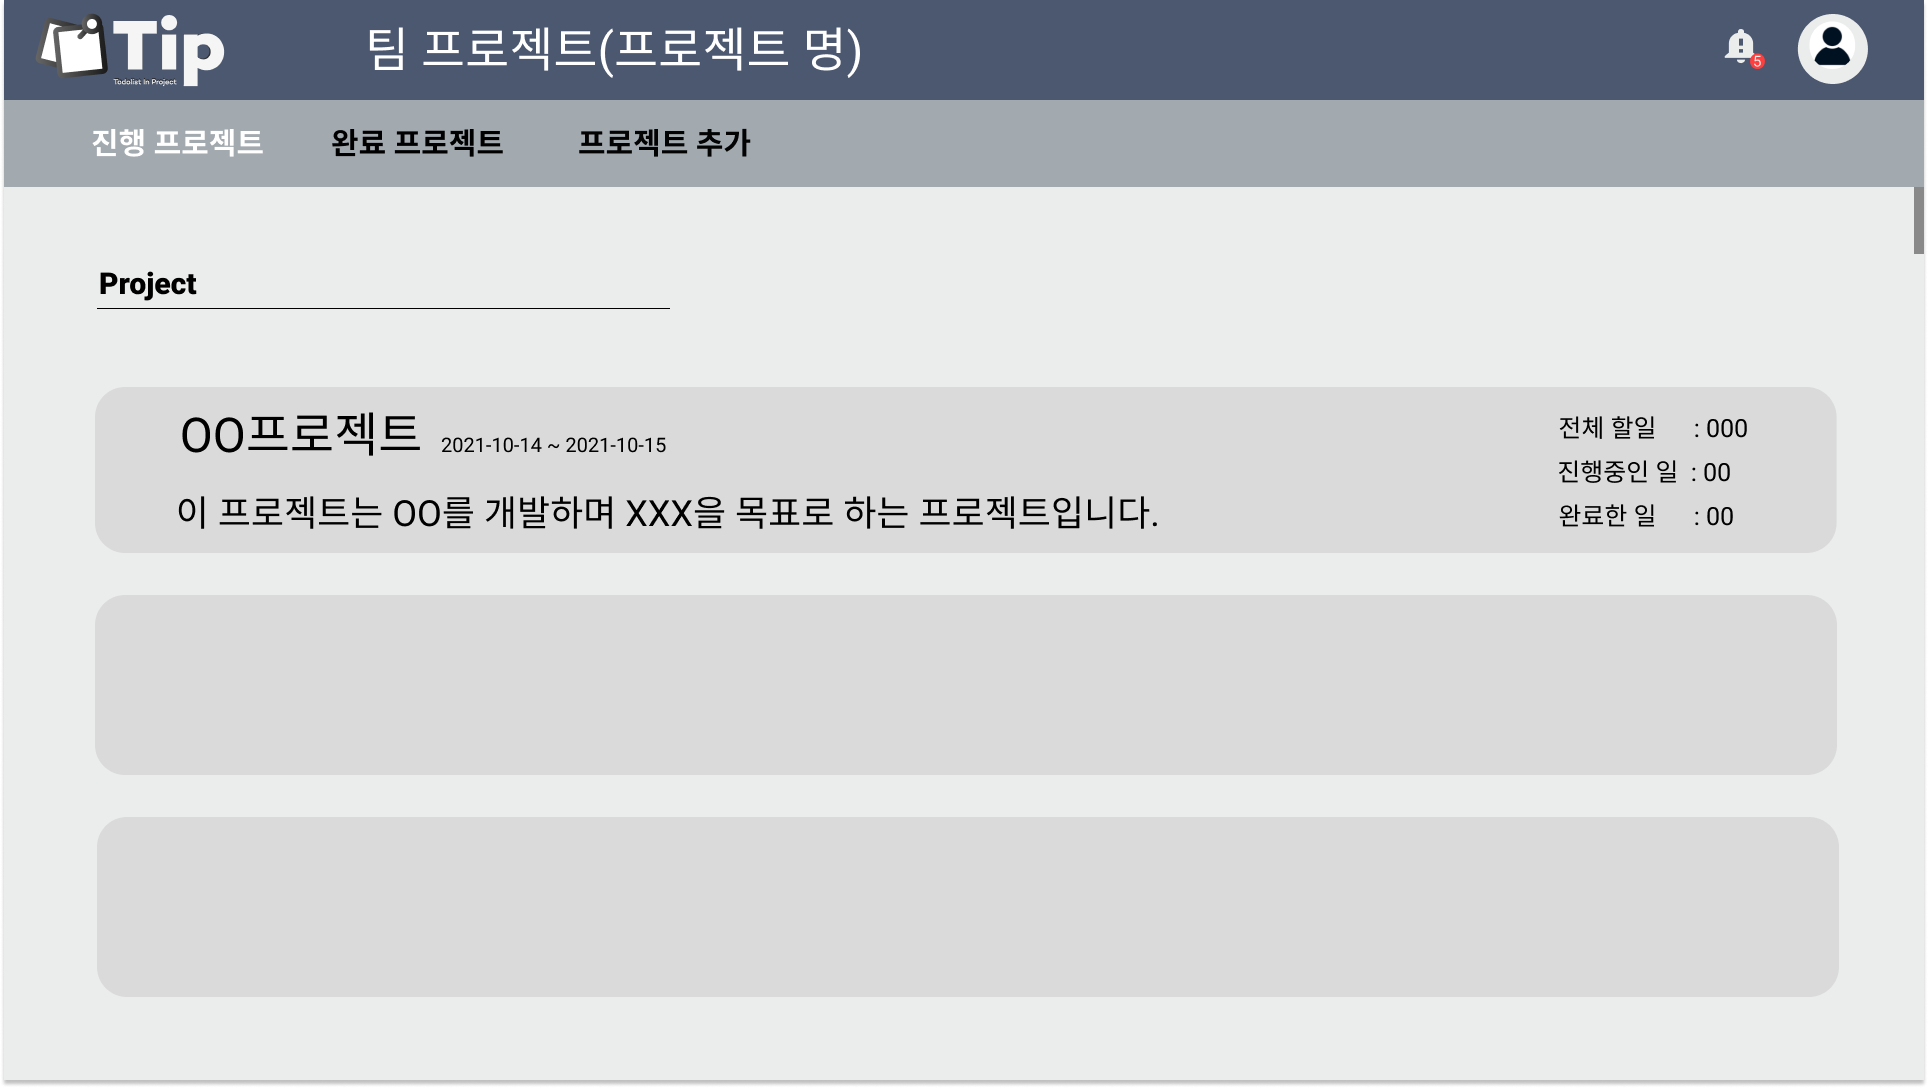 Tip
Todolist In Project
팀 프로젝트(프로젝트 명)
5
진행 프로젝트 완료 프로젝트 프로젝트 추가
Project
OO프로젝트 2021-10-14 ~ 2021-10-15
이 프로젝트는 OO를 개발하며 XXX을 목표로 하는 프로젝트입니다.
전체 할일 : 000
진행중인 일 : 00
완료한 일 : 00